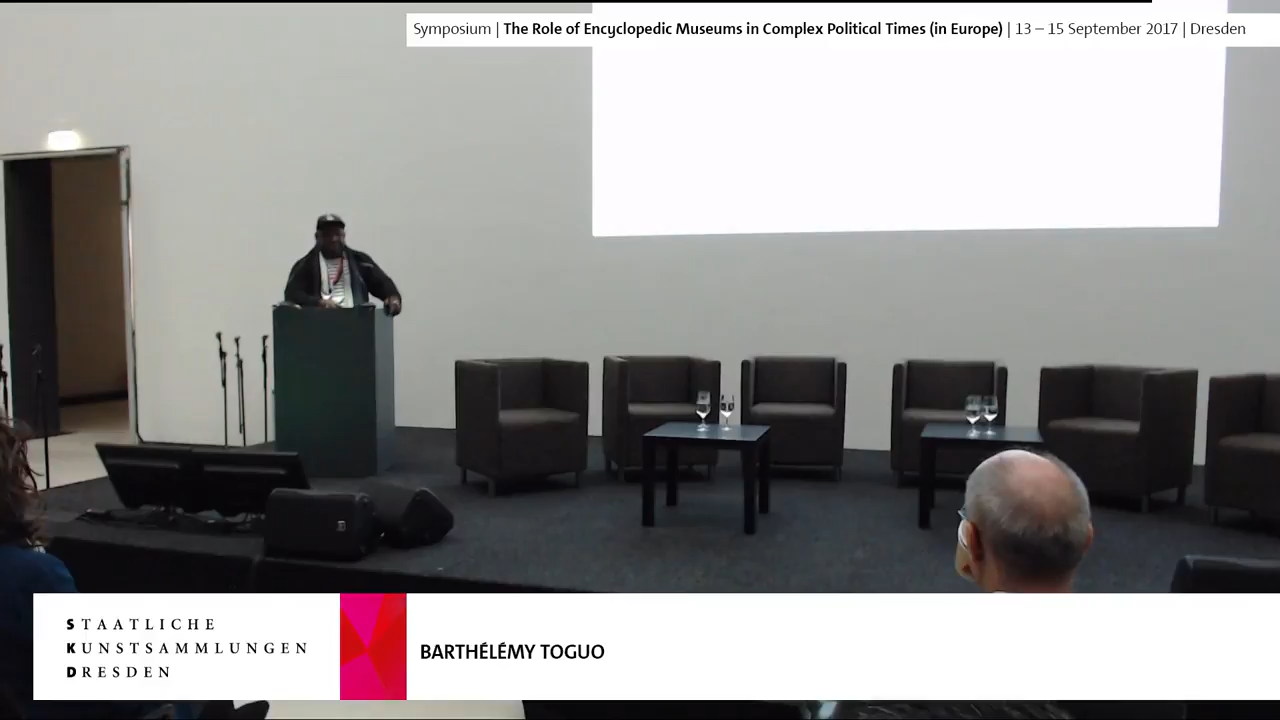 Symposium | The Role of Encyclopedic Museums in Complex Political Times (in Europe) | 13 – 15 September 2017 | Dresden
STAATLICHE
KUNSTSAMMLUNGEN
DRESDEN
BARTHÉLÉMY TOGUO